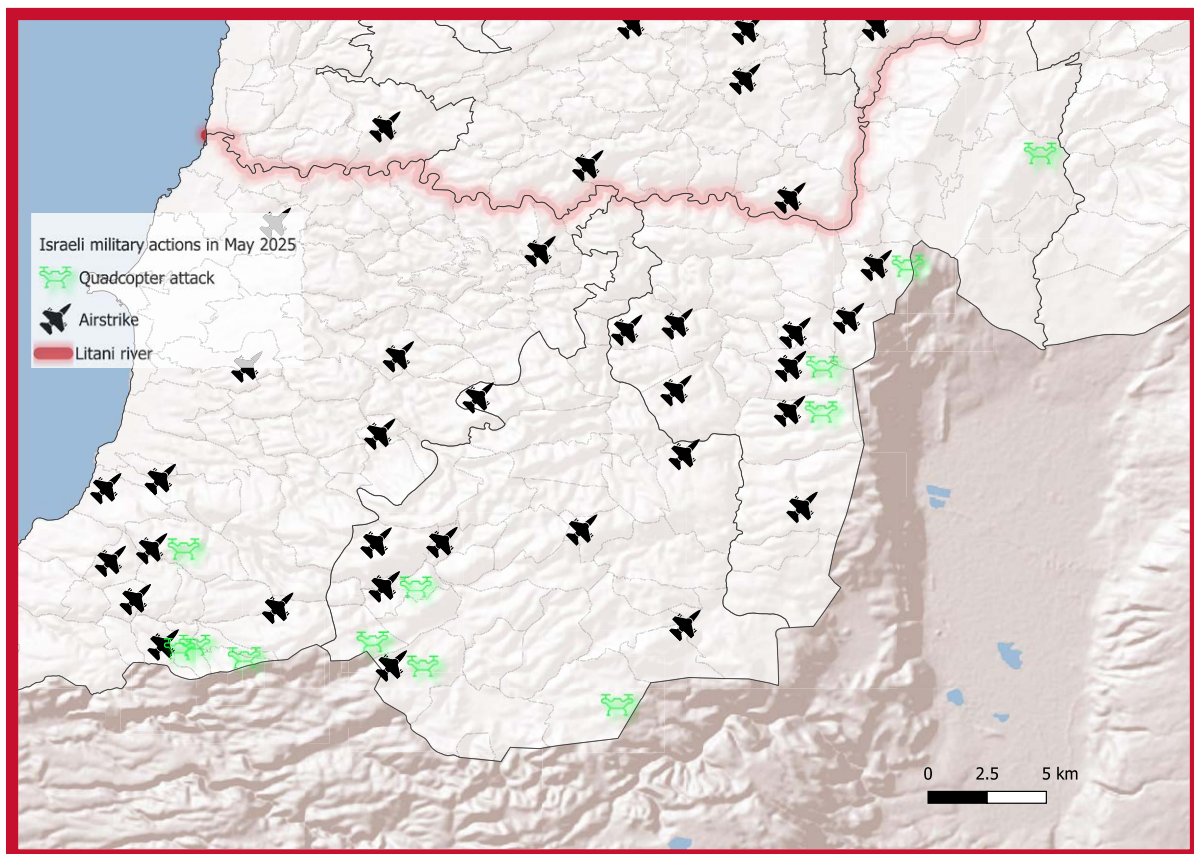 Israeli military actions in May 2025
Quadcopter attack
Airstrike
Litani river
0 2.5 5 km